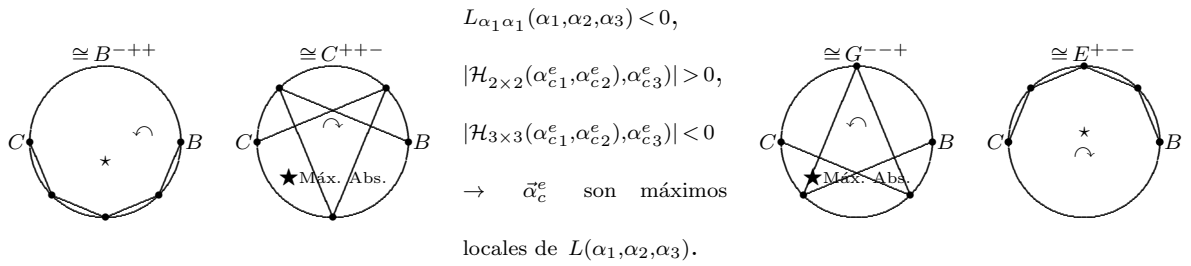 ≅B⁻⁺⁺
C B
⋆
≅C⁺⁺⁻
C B
★Máx. Abs.
L_{α₁α₁}(α₁,α₂,α₃)<0,
|ℋ_{2×2}(α^e_{c1},α^e_{c2}),α^e_{c3})|>0,
|ℋ_{3×3}(α^e_{c1},α^e_{c2}),α^e_{c3})|<0
→ α⃗^e_c son máximos
locales de L(α₁,α₂,α₃).
≅G⁻⁻⁺
C B
★Máx. Abs.
≅E⁺⁻⁻
C B
⋆